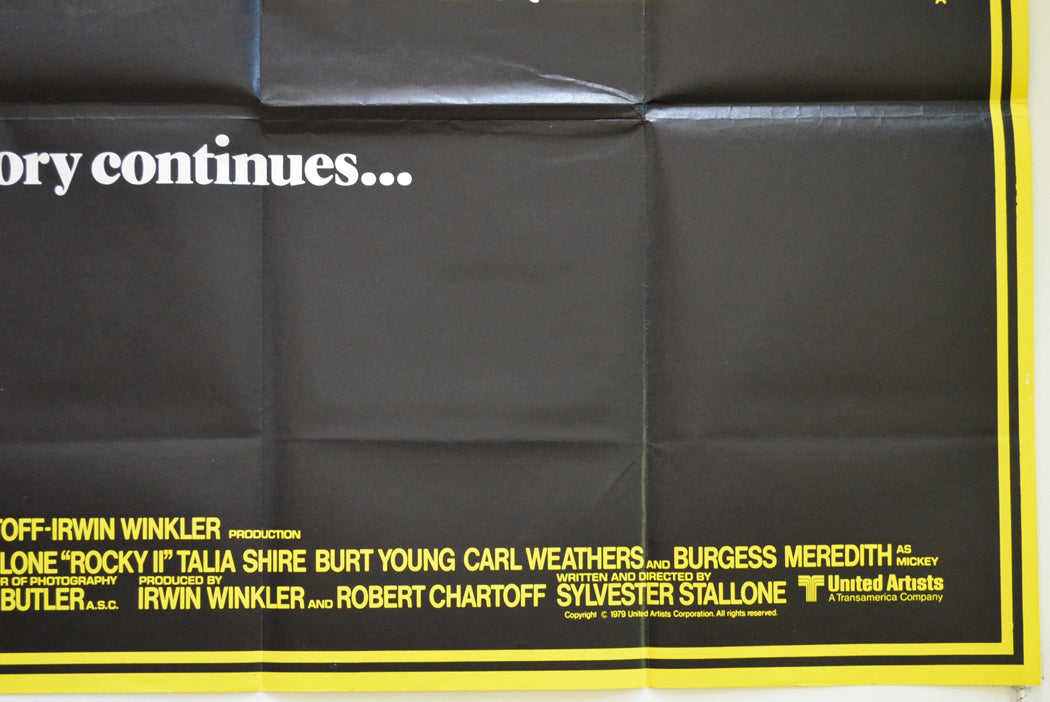 ory continues...
TOFF-IRWIN WINKLER PRODUCTION
LONE "ROCKY II" TALIA SHIRE BURT YOUNG CARL WEATHERS AND BURGESS MEREDITH AS MICKEY
R OF PHOTOGRAPHY PRODUCED BY WRITTEN AND DIRECTED BY
BUTLER A.S.C. IRWIN WINKLER AND ROBERT CHARTOFF SYLVESTER STALLONE United Artists
A Transamerica Company
Copyright © 1979 United Artists Corporation. All rights reserved.